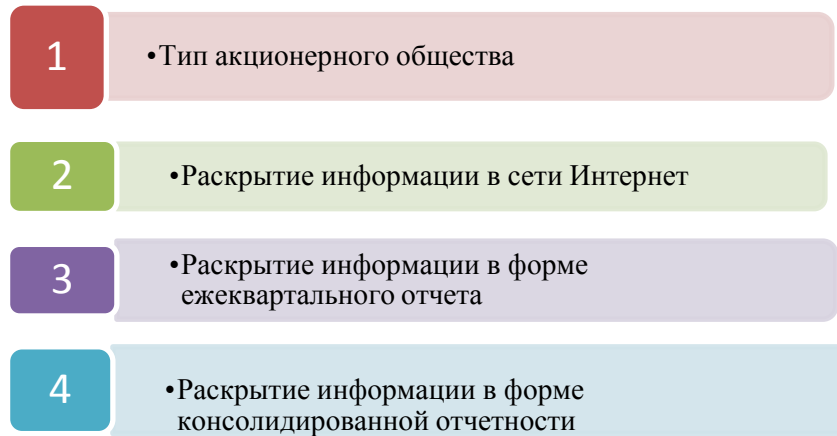 1
•Тип акционерного общества
2
•Раскрытие информации в сети Интернет
3
•Раскрытие информации в форме
ежеквартального отчета
4
•Раскрытие информации в форме
консолидированной отчетности